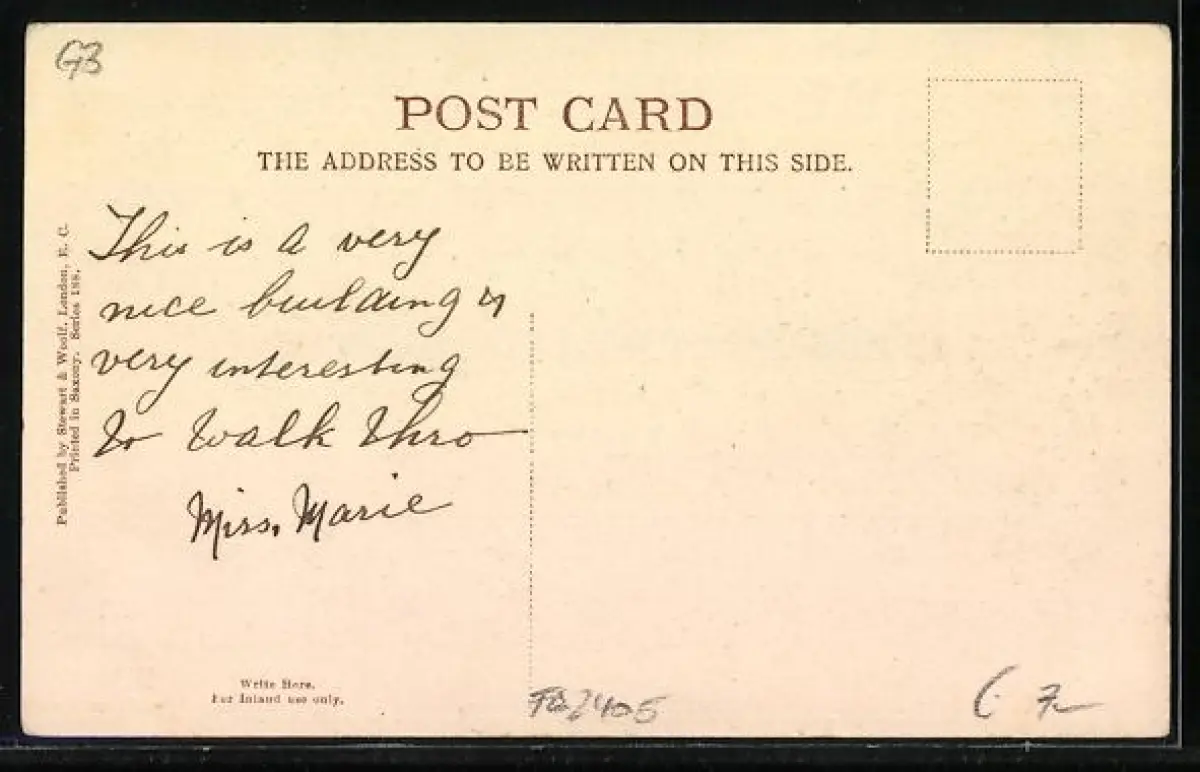 GB
POST CARD
THE ADDRESS TO BE WRITTEN ON THIS SIDE.
Published by Stewart & Woolf, London, E. C.
Printed in Saxony. Series 188.
This is a very
nice building &
very interesting
to walk thro
Miss. Marie
Write Here.
For Inland use only.